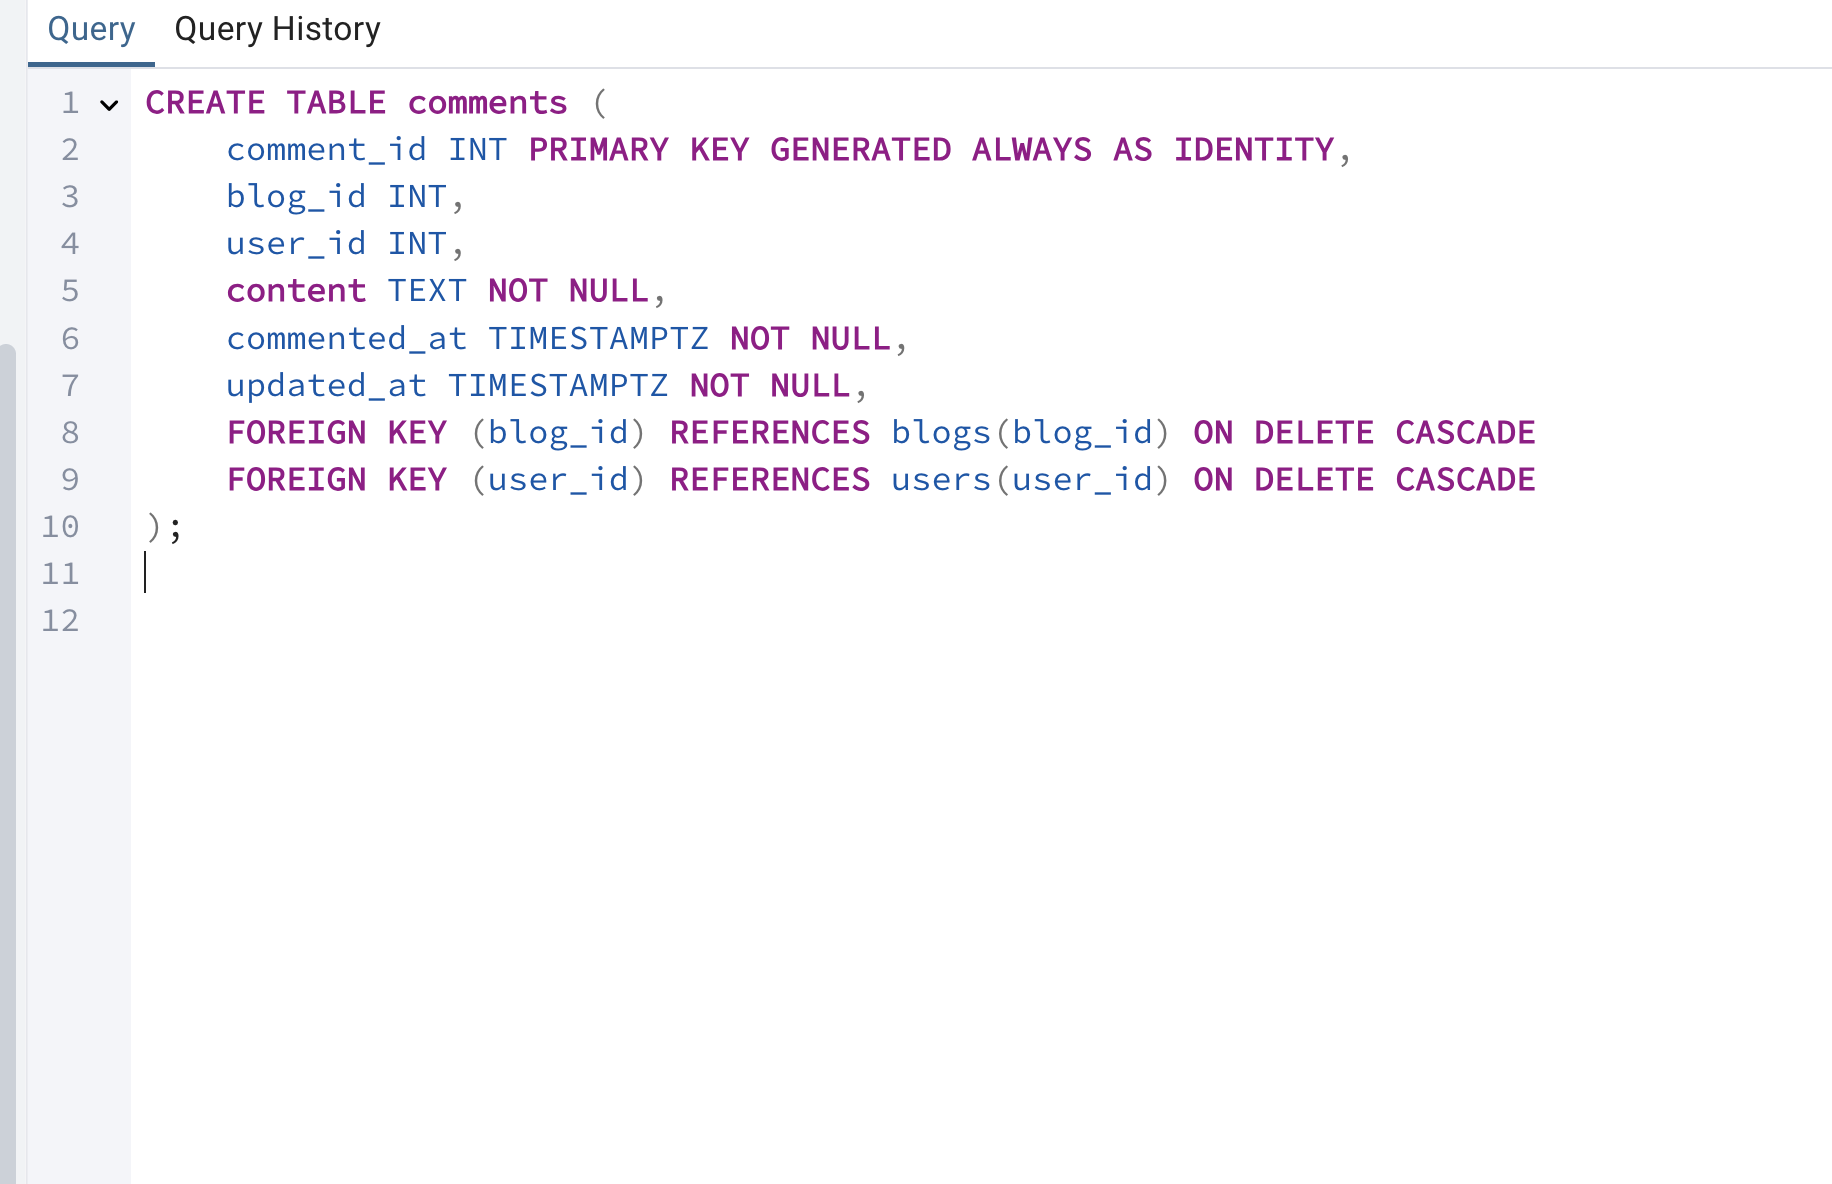 Query Query History
1 CREATE TABLE comments (
2 comment_id INT PRIMARY KEY GENERATED ALWAYS AS IDENTITY,
3 blog_id INT,
4 user_id INT,
5 content TEXT NOT NULL,
6 commented_at TIMESTAMPTZ NOT NULL,
7 updated_at TIMESTAMPTZ NOT NULL,
8 FOREIGN KEY (blog_id) REFERENCES blogs(blog_id) ON DELETE CASCADE
9 FOREIGN KEY (user_id) REFERENCES users(user_id) ON DELETE CASCADE
10 );
11
12